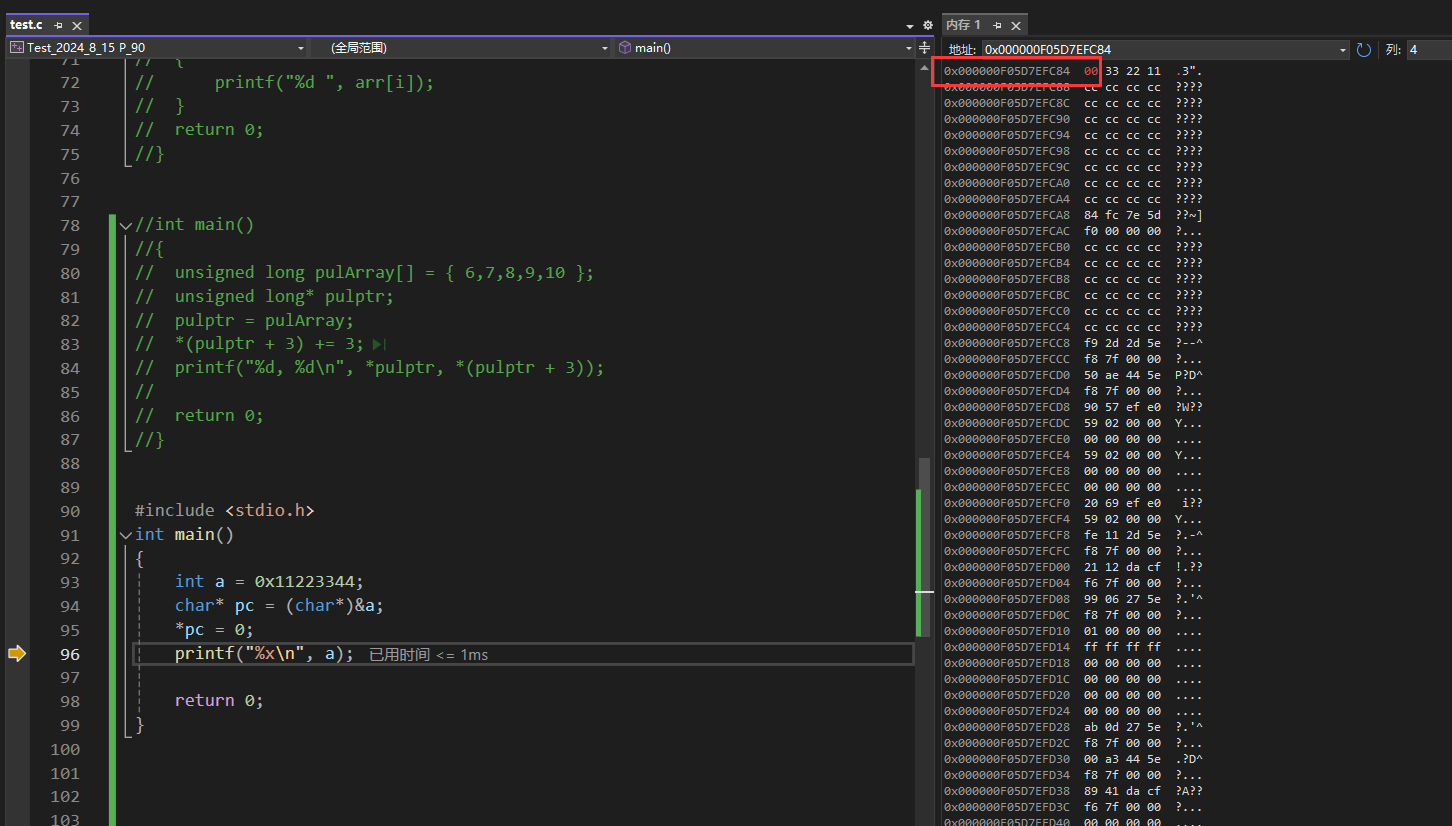 test.c
内存 1
Test_2024_8_15 P_90
(全局范围)
main()
地址: 0x000000F05D7EFC84
列: 4
71 // {
72 //     printf("%d ", arr[i]);
73 // }
74 // return 0;
75 //}
76
77
78 //int main()
79 //{
80 // unsigned long pulArray[] = { 6,7,8,9,10 };
81 // unsigned long* pulptr;
82 // pulptr = pulArray;
83 // *(pulptr + 3) += 3;
84 // printf("%d, %d\n", *pulptr, *(pulptr + 3));
85 //
86 // return 0;
87 //}
88
89
90 #include <stdio.h>
91 int main()
92 {
93     int a = 0x11223344;
94     char* pc = (char*)&a;
95     *pc = 0;
96     printf("%x\n", a); 已用时间 <= 1ms
97
98     return 0;
99 }
100
101
102
103
0x000000F05D7EFC84 00 33 22 11 .3".
0x000000F05D7EFC88 cc cc cc cc ????
0x000000F05D7EFC8C cc cc cc cc ????
0x000000F05D7EFC90 cc cc cc cc ????
0x000000F05D7EFC94 cc cc cc cc ????
0x000000F05D7EFC98 cc cc cc cc ????
0x000000F05D7EFC9C cc cc cc cc ????
0x000000F05D7EFCA0 cc cc cc cc ????
0x000000F05D7EFCA4 cc cc cc cc ????
0x000000F05D7EFCA8 84 fc 7e 5d ??~]
0x000000F05D7EFCAC f0 00 00 00 ?...
0x000000F05D7EFCB0 cc cc cc cc ????
0x000000F05D7EFCB4 cc cc cc cc ????
0x000000F05D7EFCB8 cc cc cc cc ????
0x000000F05D7EFCBC cc cc cc cc ????
0x000000F05D7EFCC0 cc cc cc cc ????
0x000000F05D7EFCC4 cc cc cc cc ????
0x000000F05D7EFCC8 f9 2d 2d 5e ?--^
0x000000F05D7EFCCC f8 7f 00 00 ?...
0x000000F05D7EFCD0 50 ae 44 5e P?D^
0x000000F05D7EFCD4 f8 7f 00 00 ?...
0x000000F05D7EFCD8 90 57 ef e0 ?W??
0x000000F05D7EFCDC 59 02 00 00 Y...
0x000000F05D7EFCE0 00 00 00 00 ....
0x000000F05D7EFCE4 59 02 00 00 Y...
0x000000F05D7EFCE8 00 00 00 00 ....
0x000000F05D7EFCEC 00 00 00 00 ....
0x000000F05D7EFCF0 20 69 ef e0  i??
0x000000F05D7EFCF4 59 02 00 00 Y...
0x000000F05D7EFCF8 fe 11 2d 5e ?.-^
0x000000F05D7EFCFC f8 7f 00 00 ?...
0x000000F05D7EFD00 21 12 da cf !.??
0x000000F05D7EFD04 f6 7f 00 00 ?...
0x000000F05D7EFD08 99 06 27 5e ?.'^
0x000000F05D7EFD0C f8 7f 00 00 ?...
0x000000F05D7EFD10 01 00 00 00 ....
0x000000F05D7EFD14 ff ff ff ff ....
0x000000F05D7EFD18 00 00 00 00 ....
0x000000F05D7EFD1C 00 00 00 00 ....
0x000000F05D7EFD20 00 00 00 00 ....
0x000000F05D7EFD24 00 00 00 00 ....
0x000000F05D7EFD28 ab 0d 27 5e ?.'^
0x000000F05D7EFD2C f8 7f 00 00 ?...
0x000000F05D7EFD30 00 a3 44 5e .?D^
0x000000F05D7EFD34 f8 7f 00 00 ?...
0x000000F05D7EFD38 89 41 da cf ?A??
0x000000F05D7EFD3C f6 7f 00 00 ?...
0x000000F05D7EFD40 00 00 00 00 ....